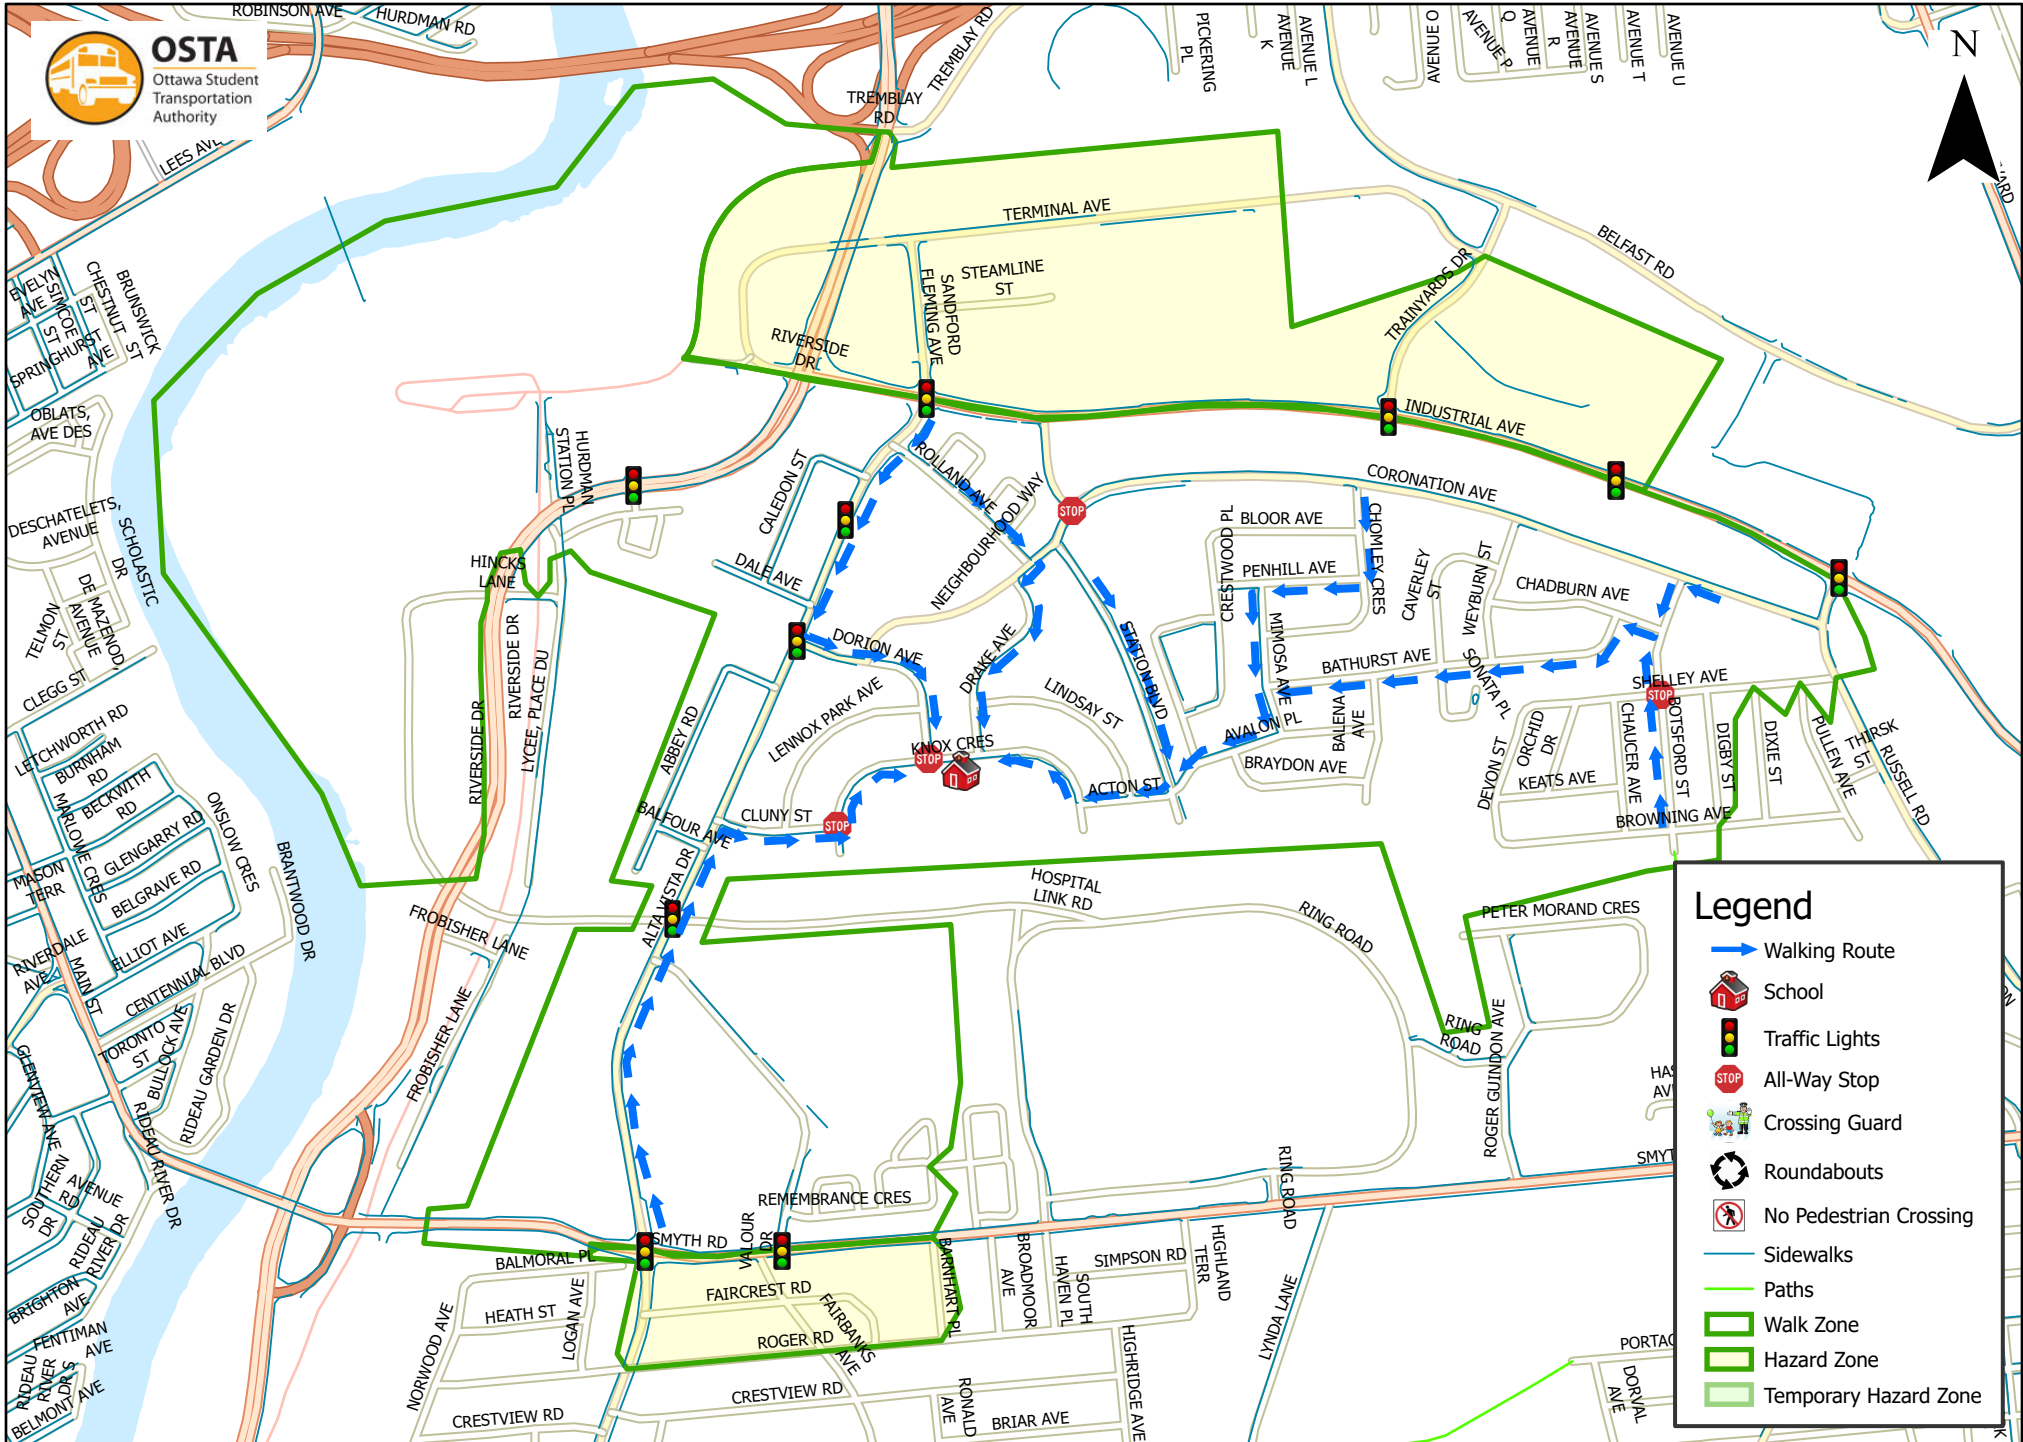 ROBINSON AVE
HURDMAN RD
OSTA
Ottawa Student
Transportation
Authority
LEES AVE
TREMBLAY
RD
TREMBLAY RD
PICKERING
PL
AVENUE
K
AVENUE L
AVENUE O
AVENUE P
AVENUE
Q
AVENUE
R
AVENUE S
AVENUE T
AVENUE U
N
EVELYN
AVE
SIMCOE
ST
CHESTNUT
ST
BRUNSWICK
ST
SPRINGHURST
AVE
OBLATS,
AVE DES
DESCHATELETS,
AVENUE
SCHOLASTIC
DR
DE MAZENOD,
AVENUE
TELMON
ST
CLEGG ST
LETCHWORTH RD
BURNHAM
RD
BECKWITH
RD
MARLOWE CRES
GLENGARRY RD
BELGRAVE RD
ONSLOW CRES
BRANTWOOD DR
MASON
TERR
ELLIOT AVE
RIVERDALE
AVE
MAIN ST
CENTENNIAL BLVD
TORONTO
ST
BULLOCK AVE
RIDEAU GARDEN DR
GLENVIEW AVE
RIDEAU RIVER DR
SOUTHERN
DR
AVENUE
RD
RIDEAU
RIVER DR
BRIGHTON
AVE
FENTIMAN
AVE
RIDEAU
RIVER
DR S
BELMONT AVE
TERMINAL AVE
STEAMLINE
ST
SANDFORD
FLEMING AVE
RIVERSIDE
DR
TRAINYARDS DR
BELFAST RD
INDUSTRIAL AVE
CORONATION AVE
HURDMAN
STATION PL
HINCKS
LANE
RIVERSIDE DR
RIVERSIDE DR
LYCEE, PLACE DU
CALEDON ST
DALE AVE
ROLLAND AVE
NEIGHBOURHOOD WAY
DORION AVE
DRAKE AVE
LENNOX PARK AVE
LINDSAY ST
KNOX CRES
STATION BLVD
ABBEY RD
CLUNY ST
BALFOUR AVE
ALTA VISTA DR
ACTON ST
AVALON PL
BRAYDON AVE
BALENA
AVE
MIMOSA AVE
CRESTWOOD PL
BLOOR AVE
PENHILL AVE
CHOMLEY CRES
CAVERLEY
ST
WEYBURN ST
CHADBURN AVE
BATHURST AVE
SONATA PL
SHELLEY AVE
ORCHID
DR
DEVON ST
KEATS AVE
CHAUCER AVE
BOTSFORD ST
DIGBY ST
DIXIE ST
PULLEN AVE
THIRSK
ST
RUSSELL RD
BROWNING AVE
STOP
STOP
STOP
STOP
FROBISHER LANE
FROBISHER LANE
HOSPITAL
LINK RD
RING ROAD
PETER MORAND CRES
RING
ROAD
ROGER GUINDON AVE
RING ROAD
REMEMBRANCE CRES
SMYTH RD
VALOUR
DR
BALMORAL PL
HEATH ST
LOGAN AVE
NORWOOD AVE
FAIRCREST RD
FAIRBANKS
AVE
ROGER RD
BARNHART PL
BROADMOOR
AVE
SOUTH
HAVEN PL
SIMPSON RD
HIGHLAND
TERR
LYNDA LANE
HIGHRIDGE AVE
CRESTVIEW RD
CRESTVIEW RD
RONALD
AVE
BRIAR AVE
DORVAL
AVE
Legend
Walking Route
School
Traffic Lights
STOP
All-Way Stop
Crossing Guard
Roundabouts
No Pedestrian Crossing
Sidewalks
Paths
Walk Zone
Hazard Zone
Temporary Hazard Zone